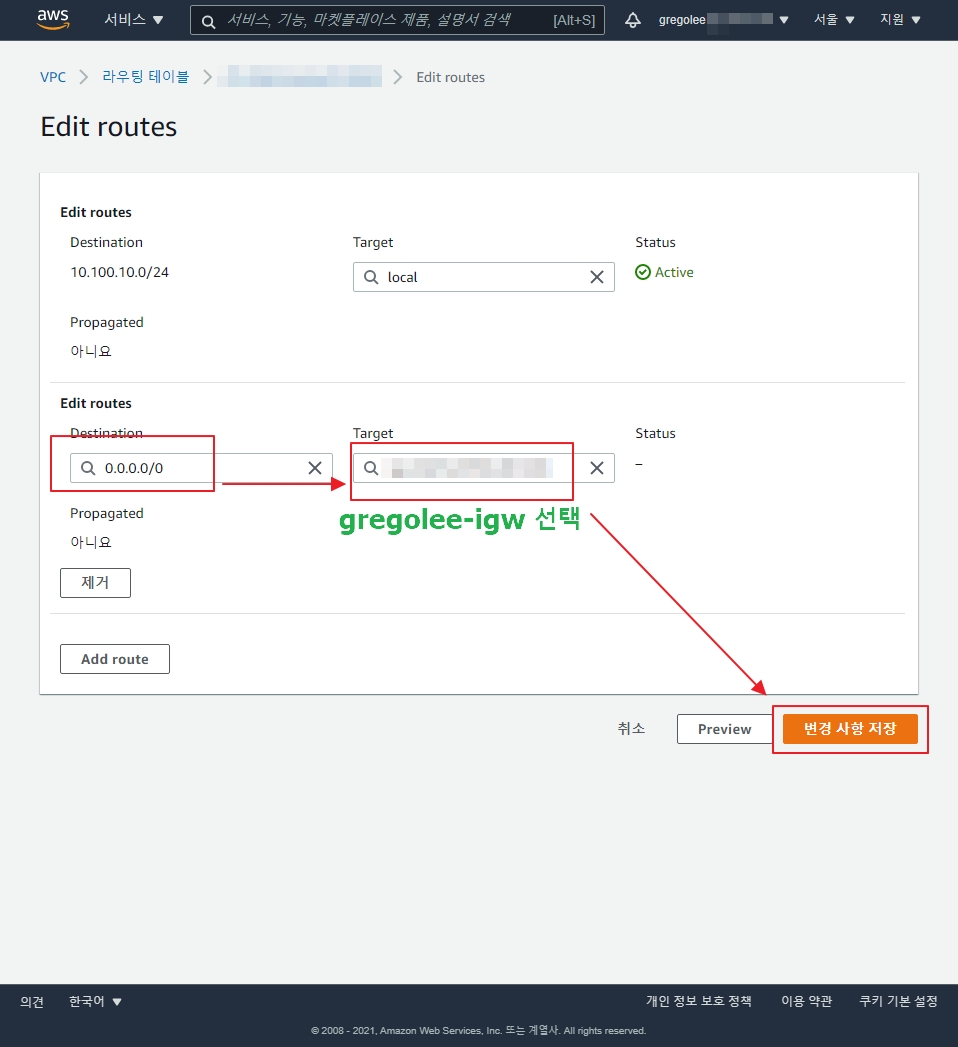 aws 서비스 서비스, 기능, 마켓플레이스 제품, 설명서 검색 [Alt+S] gregolee 서울 지원
VPC 라우팅 테이블 Edit routes
Edit routes
Edit routes
Destination Target Status
10.100.10.0/24 local Active
Propagated
아니요
Edit routes
Destination Target Status
0.0.0.0/0 –
gregolee-igw 선택
Propagated
아니요
제거
Add route
취소 Preview 변경 사항 저장
의견 한국어 개인 정보 보호 정책 이용 약관 쿠키 기본 설정
© 2008 - 2021, Amazon Web Services, Inc. 또는 계열사. All rights reserved.